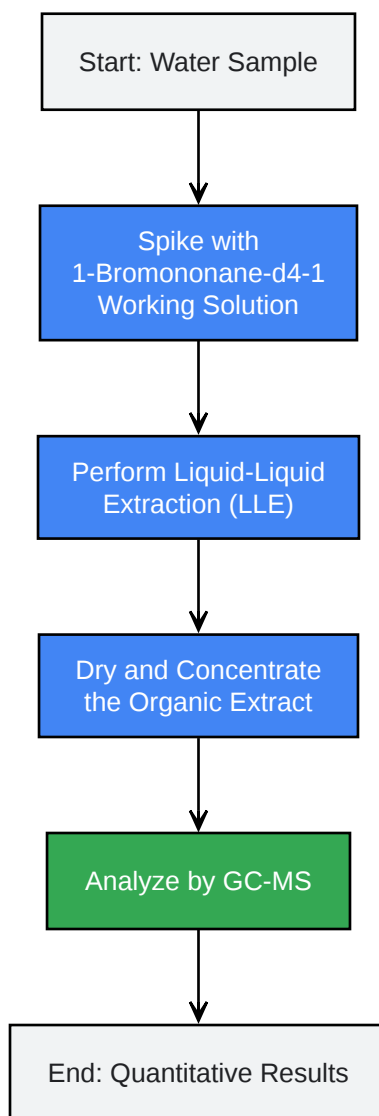 Start: Water Sample
Spike with
1-Bromononane-d4-1
Working Solution
Perform Liquid-Liquid
Extraction (LLE)
Dry and Concentrate
the Organic Extract
Analyze by GC-MS
End: Quantitative Results